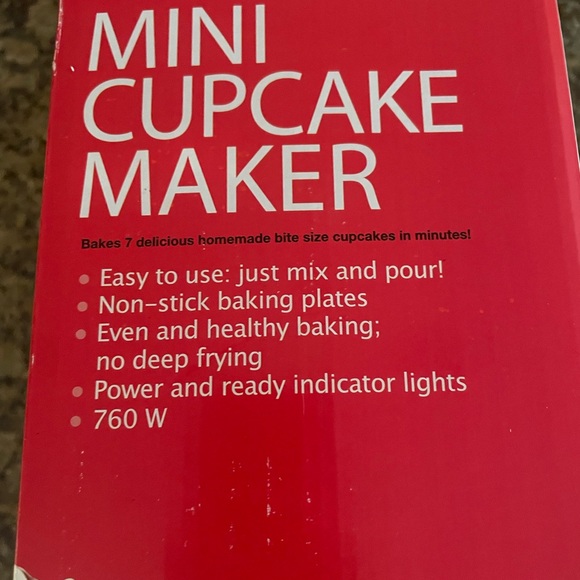 MINI
CUPCAKE
MAKER
Bakes 7 delicious homemade bite size cupcakes in minutes!
• Easy to use: just mix and pour!
• Non-stick baking plates
• Even and healthy baking;
no deep frying
• Power and ready indicator lights
• 760 W